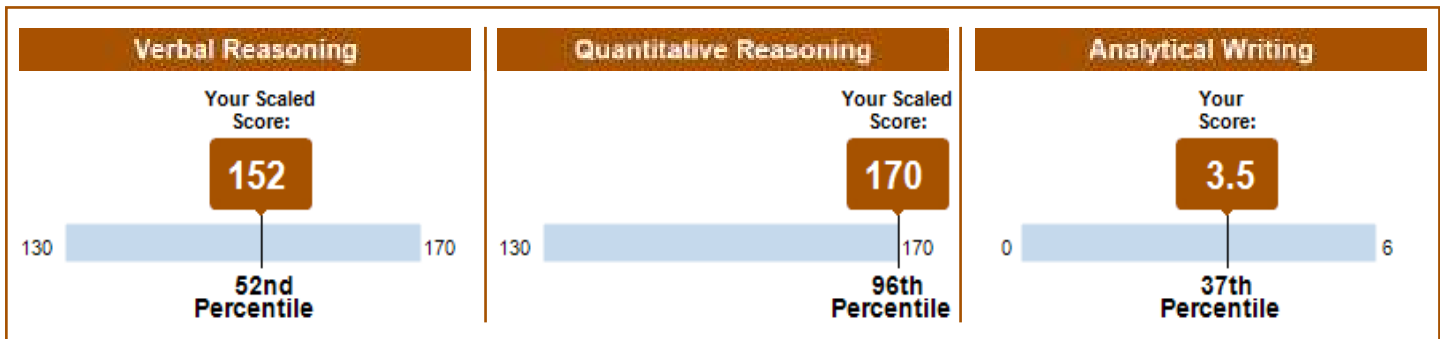 Verbal Reasoning
Your Scaled
Score:
152
130
170
52nd
Percentile
Quantitative Reasoning
Your Scaled
Score:
170
130
170
96th
Percentile
Analytical Writing
Your
Score:
3.5
0
6
37th
Percentile